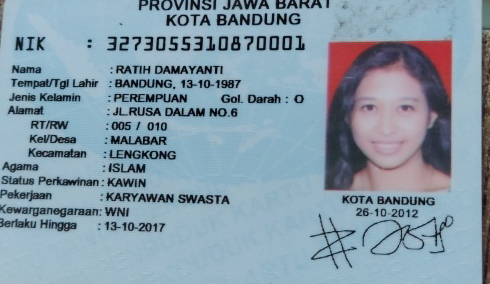 PROVINSI JAWA BARAT
KOTA BANDUNG
NIK : 3273055310870001
Nama : RATIH DAMAYANTI
Tempat/Tgl Lahir : BANDUNG, 13-10-1987
Jenis Kelamin : PEREMPUAN Gol. Darah : O
Alamat : JL.RUSA DALAM NO.6
RT/RW : 005 / 010
Kel/Desa : MALABAR
Kecamatan : LENGKONG
Agama : ISLAM
Status Perkawinan : KAWIN
Pekerjaan : KARYAWAN SWASTA
Kewarganegaraan : WNI
Berlaku Hingga : 13-10-2017
KOTA BANDUNG
26-10-2012